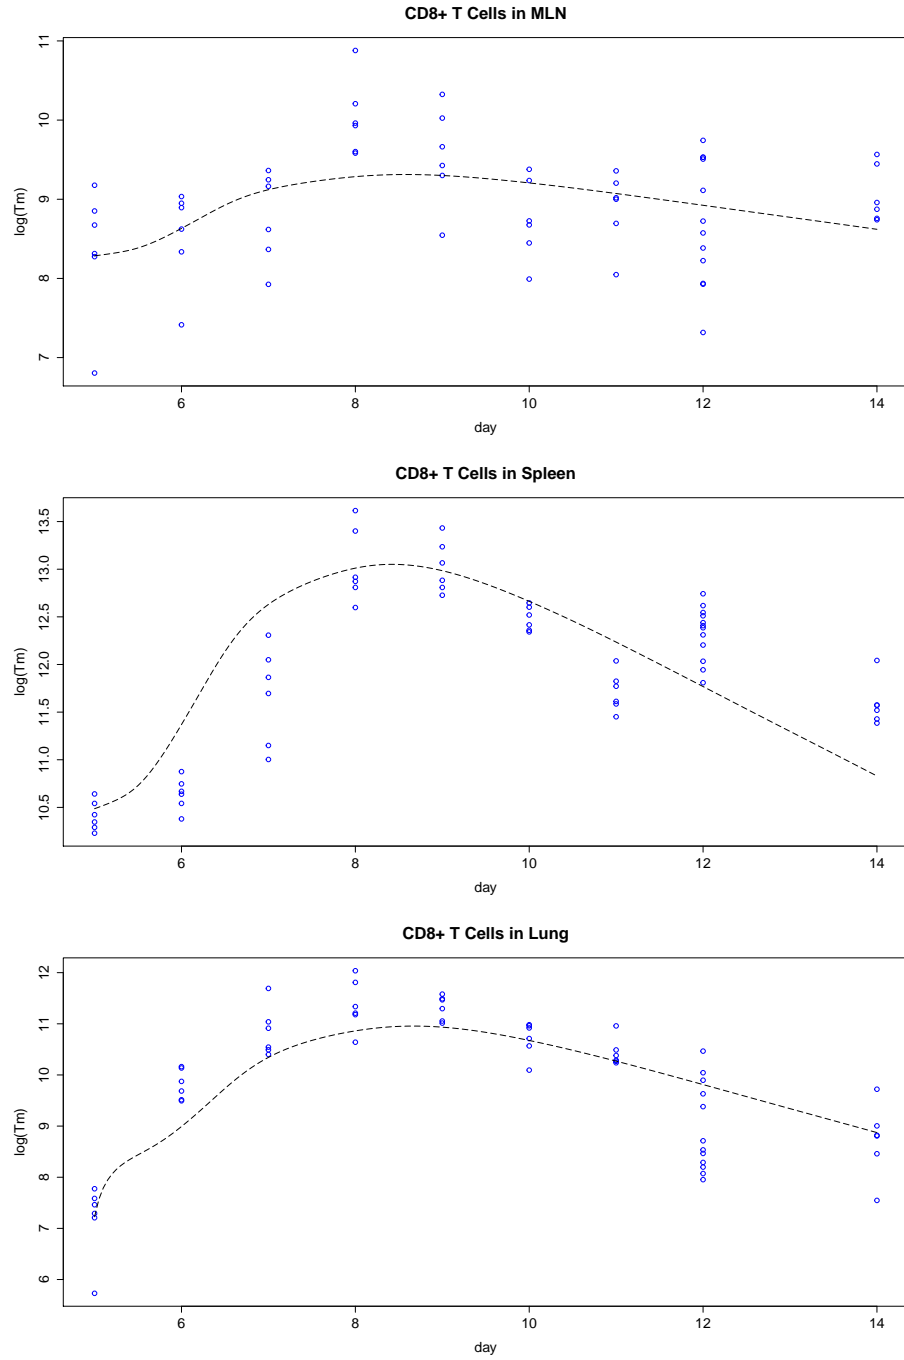 CD8+ T Cells in MLN
11
10
9
8
7
log(Tm)
6 8 10 12 14
day
CD8+ T Cells in Spleen
13.5
13.0
12.5
12.0
11.5
11.0
10.5
log(Tm)
6 8 10 12 14
day
CD8+ T Cells in Lung
12
11
10
9
8
7
6
log(Tm)
6 8 10 12 14
day